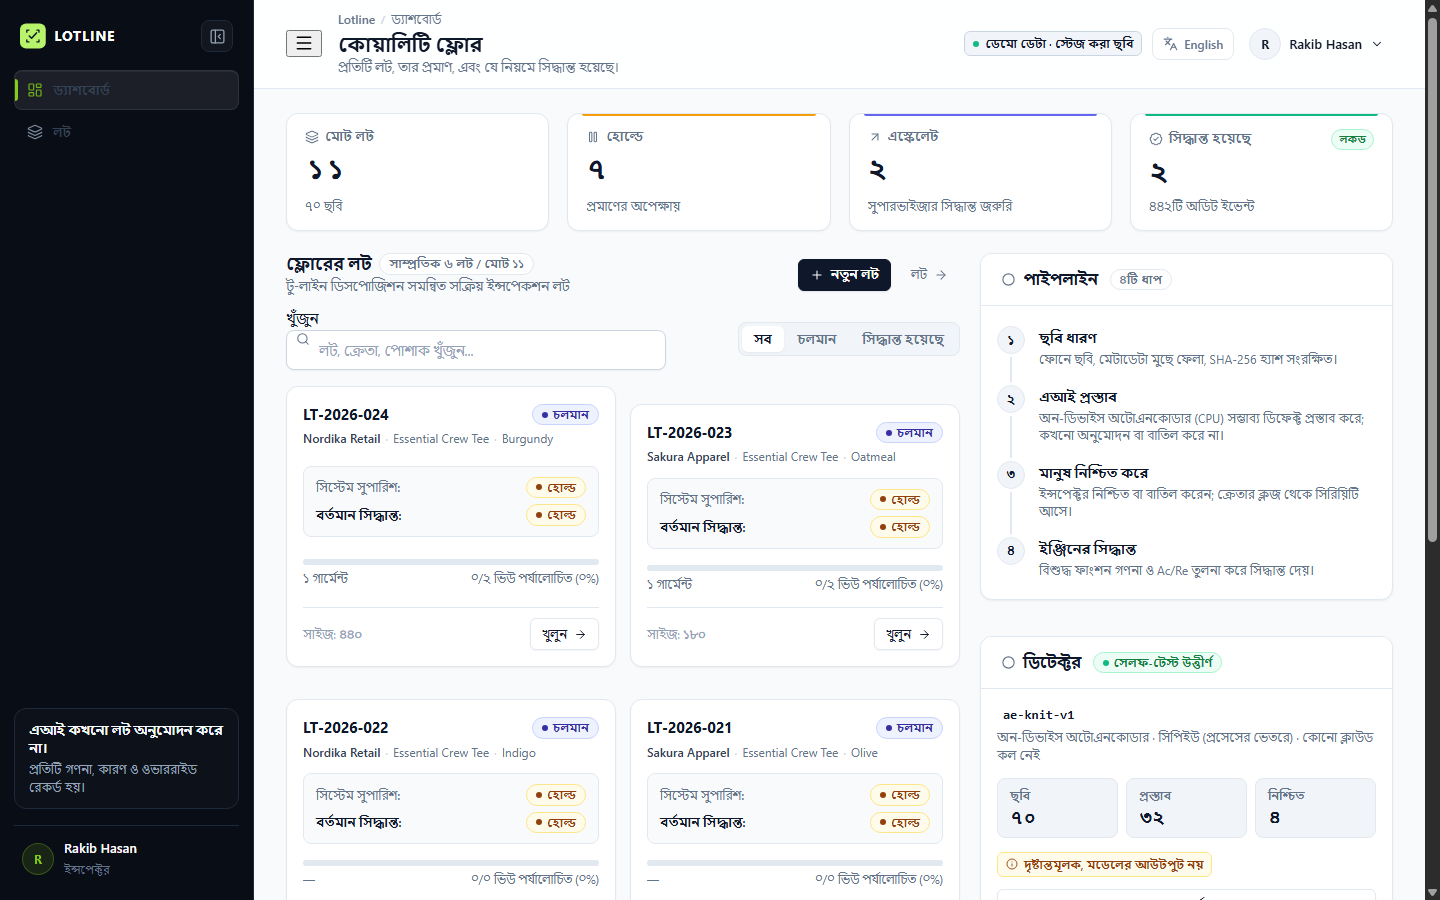 LOTLINE
ড্যাশবোর্ড
লট
এআই কখনো লট অনুমোদন করে
না।
প্রতিটি গণনা, কারণ ও ওভাররাইড
রেকর্ড হয়।
R
Rakib Hasan
ইন্সপেক্টর
Lotline / ড্যাশবোর্ড
কোয়ালিটি ফ্লোর
প্রতিটি লট, তার প্রমাণ, এবং যে নিয়মে সিদ্ধান্ত হয়েছে।
ডেমো ডেটা · স্টেজ করা ছবি
English
R
Rakib Hasan
মোট লট
১১
৭০ ছবি
হোল্ডে
৭
প্রমাণের অপেক্ষায়
এস্কেলেট
২
সুপারভাইজার সিদ্ধান্ত জরুরি
সিদ্ধান্ত হয়েছে
লকড
২
৪৪২টি অডিট ইভেন্ট
ফ্লোরের লট
সাম্প্রতিক ৬ লট / মোট ১১
টু-লাইন ডিসপোজিশন সমন্বিত সক্রিয় ইন্সপেকশন লট
+ নতুন লট
লট →
খুঁজুন
লট, ক্রেতা, পোশাক খুঁজুন...
সব
চলমান
সিদ্ধান্ত হয়েছে
LT-2026-024
চলমান
Nordika Retail · Essential Crew Tee · Burgundy
সিস্টেম সুপারিশ:
হোল্ড
বর্তমান সিদ্ধান্ত:
হোল্ড
১ গার্মেন্ট
০/২ ভিউ পর্যালোচিত (০%)
সাইজ: ৪৪০
খুলুন →
LT-2026-023
চলমান
Sakura Apparel · Essential Crew Tee · Oatmeal
সিস্টেম সুপারিশ:
হোল্ড
বর্তমান সিদ্ধান্ত:
হোল্ড
১ গার্মেন্ট
০/২ ভিউ পর্যালোচিত (০%)
সাইজ: ১৮০
খুলুন →
LT-2026-022
চলমান
Nordika Retail · Essential Crew Tee · Indigo
সিস্টেম সুপারিশ:
হোল্ড
বর্তমান সিদ্ধান্ত:
হোল্ড
—
০/০ ভিউ পর্যালোচিত (০%)
LT-2026-021
চলমান
Sakura Apparel · Essential Crew Tee · Olive
সিস্টেম সুপারিশ:
হোল্ড
বর্তমান সিদ্ধান্ত:
হোল্ড
—
০/০ ভিউ পর্যালোচিত (০%)
পাইপলাইন
৪টি ধাপ
১
ছবি ধারণ
ফোনে ছবি, মেটাডেটা মুছে ফেলা, SHA-256 হ্যাশ সংরক্ষিত।
২
এআই প্রস্তাব
অন-ডিভাইস অটোএনকোডার (CPU) সম্ভাব্য ডিফেক্ট প্রস্তাব করে;
কখনো অনুমোদন বা বাতিল করে না।
৩
মানুষ নিশ্চিত করে
ইন্সপেক্টর নিশ্চিত বা বাতিল করেন; ক্রেতার ক্লজ থেকে সিরিয়িটি
আসে।
৪
ইঞ্জিনের সিদ্ধান্ত
বিশুদ্ধ ফাংশন গণনা ও Ac/Re তুলনা করে সিদ্ধান্ত দেয়।
ডিটেক্টর
সেলফ-টেস্ট উত্তীর্ণ
ae-knit-v1
অন-ডিভাইস অটোএনকোডার · সিপিইউ (প্রসেসের ভেতরে) · কোনো ক্লাউড
কল নেই
ছবি
৭০
প্রস্তাব
৩২
নিশ্চিত
৪
দৃষ্টান্তমূলক, মডেলের আউটপুট নয়